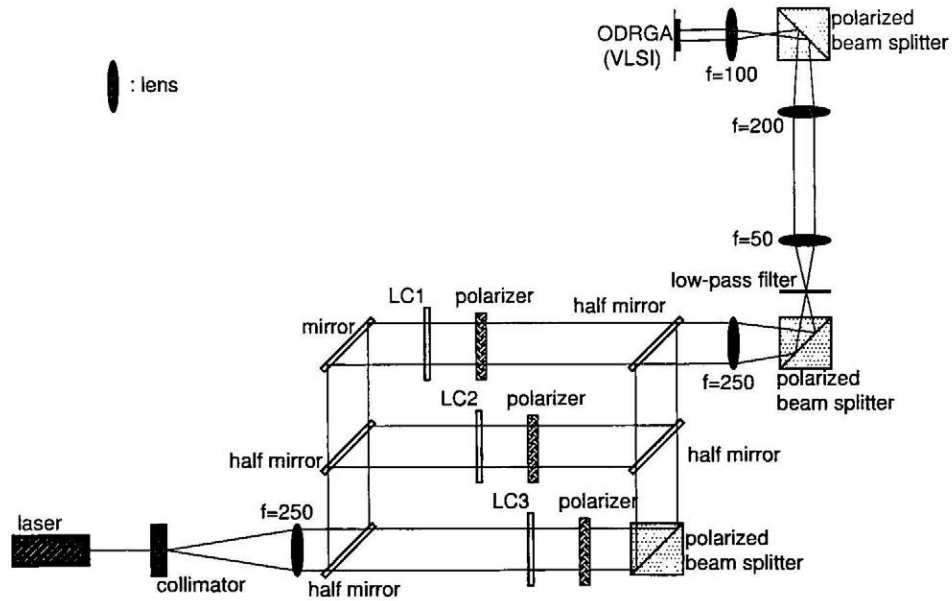 ODRGA
(VLSI)
f=100
polarized
beam splitter
: lens
f=200
f=50
low-pass filter
LC1
polarizer
half mirror
mirror
f=250
polarized
beam splitter
LC2
polarizer
half mirror
half mirror
LC3
polarizer
f=250
laser
collimator
half mirror
polarized
beam splitter